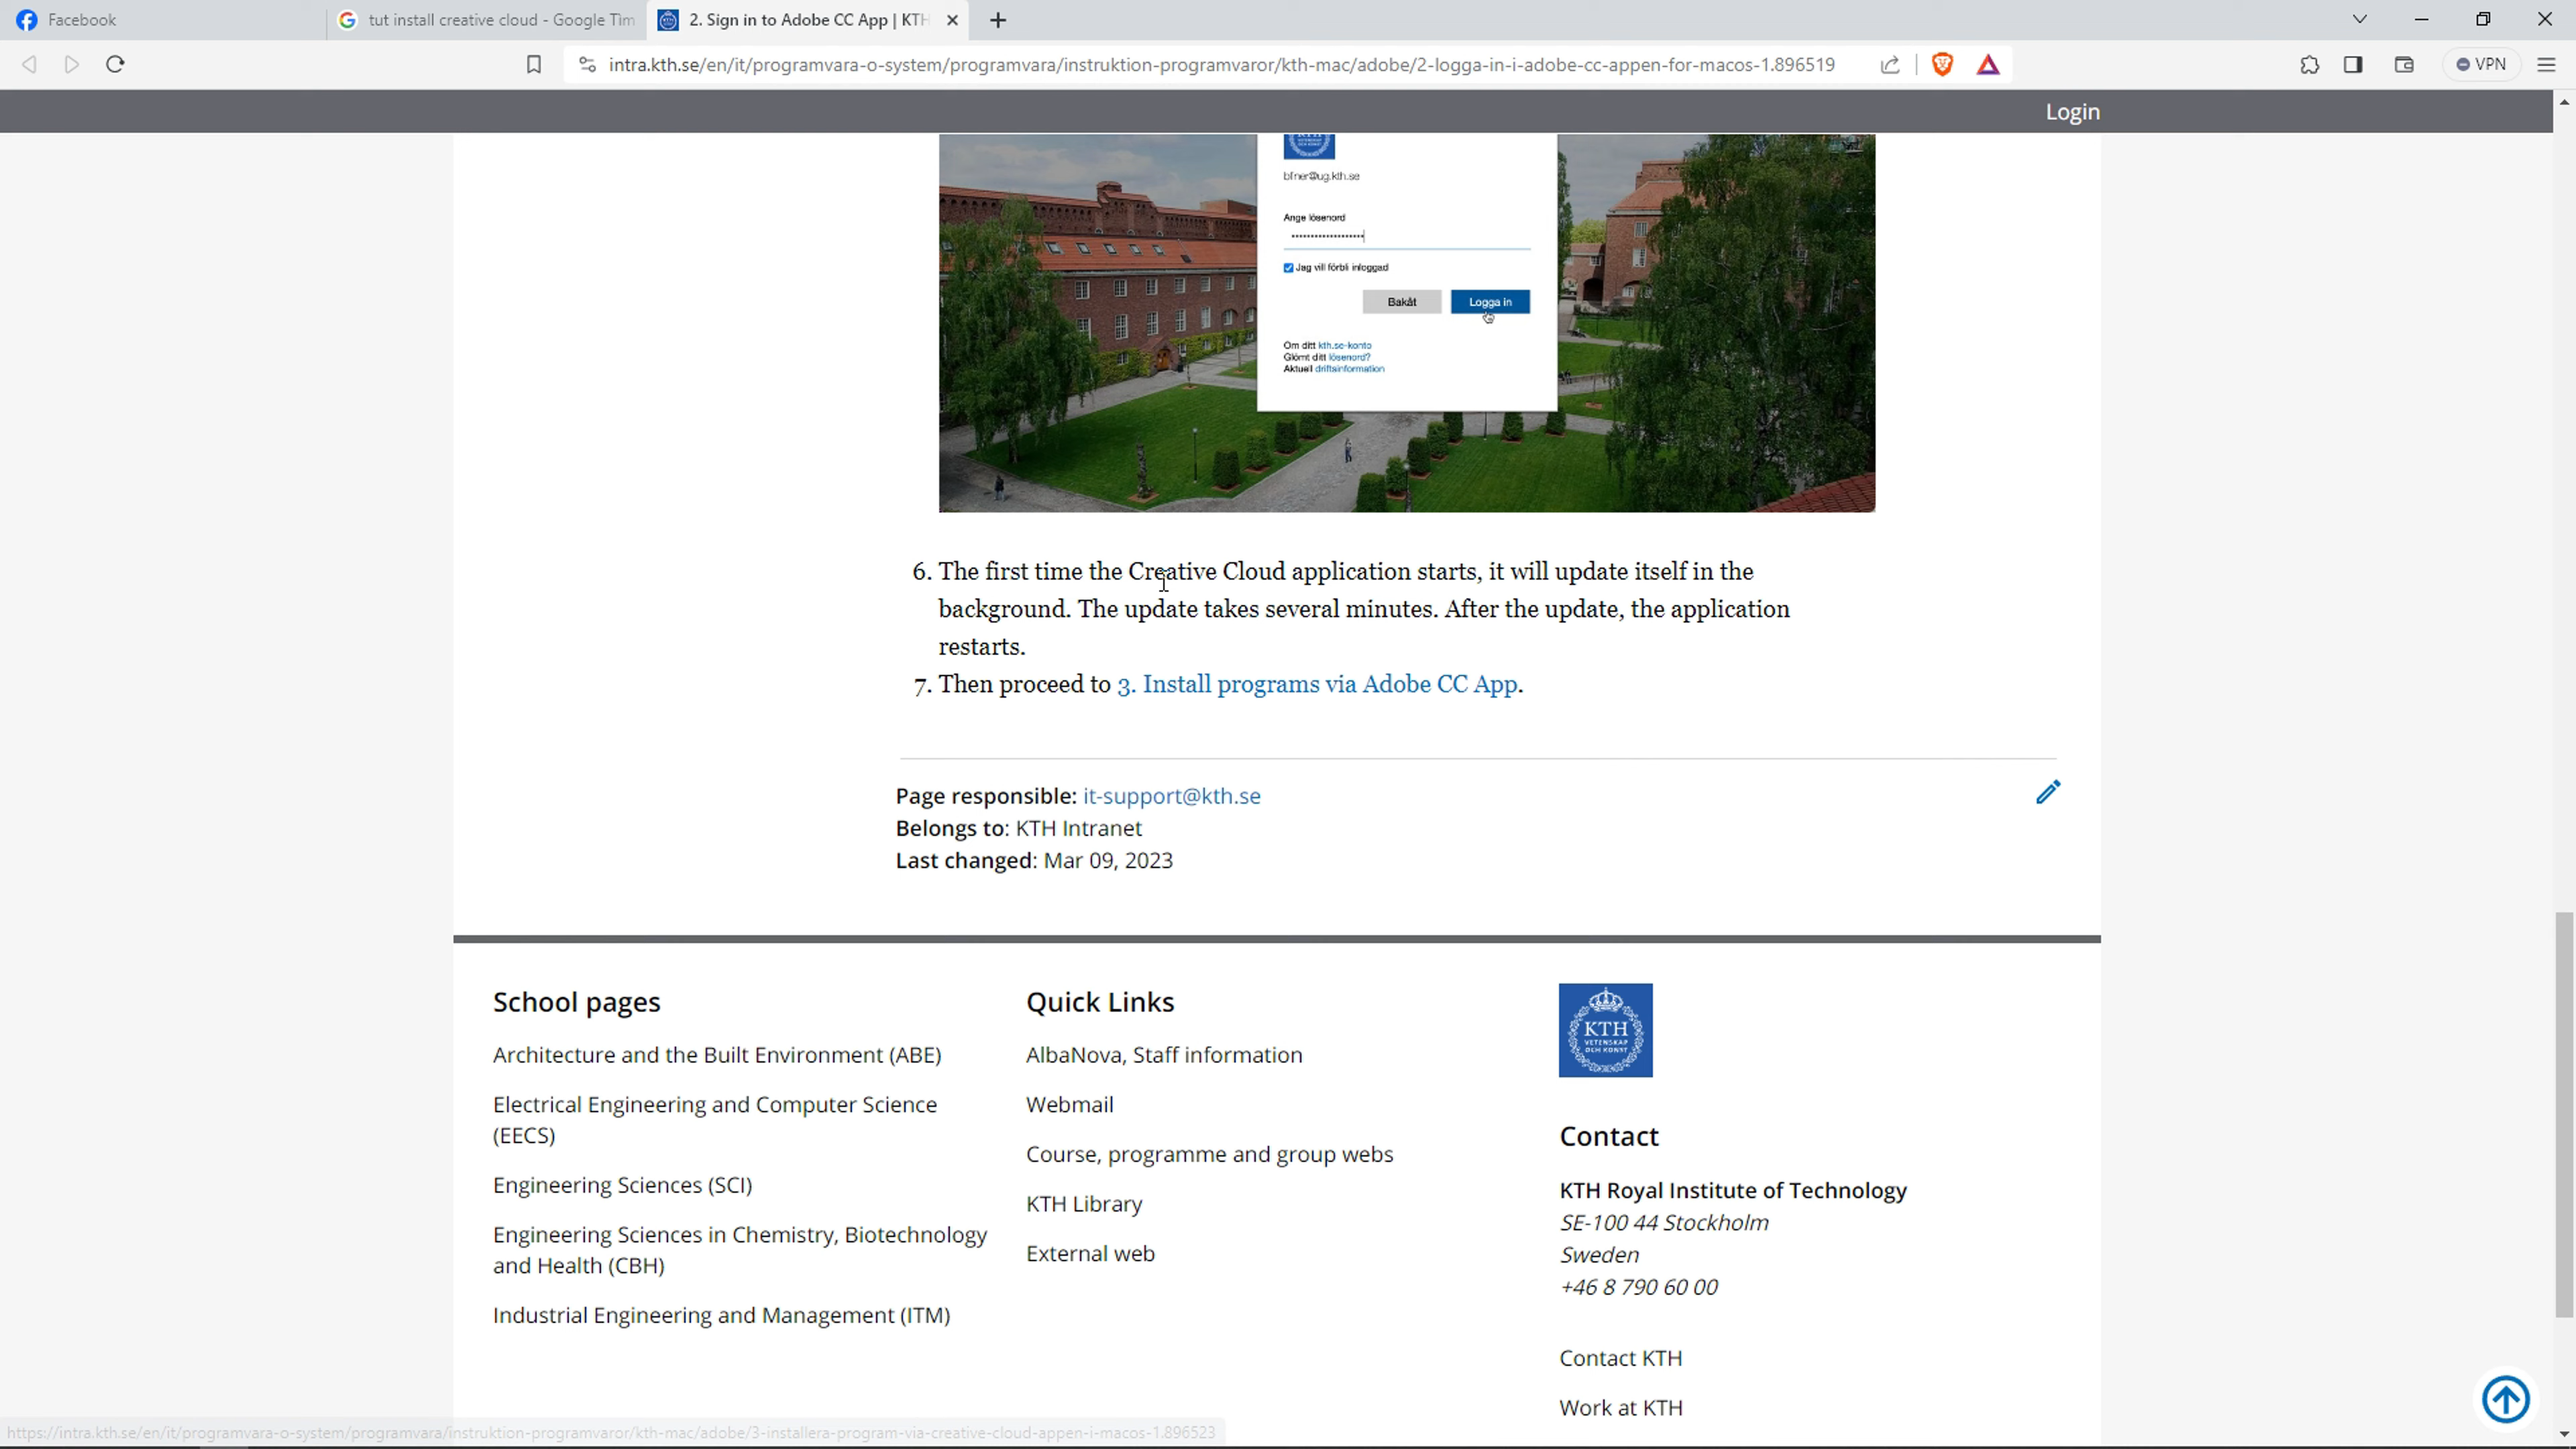 Facebook
tut install creative cloud - Google Tim
2. Sign in to Adobe CC App | KTH
intra.kth.se/en/it/programvara-o-system/programvara/instruktion-programvaror/kth-mac/adobe/2-logga-in-i-adobe-cc-appen-for-macos-1.896519
VPN
Login
bfner@ug.kth.se
Ange lösenord
Jag vill förbli inloggad
Bakåt
Logga in
Om ditt kth.se-konto
Glömt ditt lösenord?
Aktuell driftsinformation
6. The first time the Creative Cloud application starts, it will update itself in the
background. The update takes several minutes. After the update, the application
restarts.
7. Then proceed to 3. Install programs via Adobe CC App.
Page responsible: it-support@kth.se
Belongs to: KTH Intranet
Last changed: Mar 09, 2023
School pages
Architecture and the Built Environment (ABE)
Electrical Engineering and Computer Science
(EECS)
Engineering Sciences (SCI)
Engineering Sciences in Chemistry, Biotechnology
and Health (CBH)
Industrial Engineering and Management (ITM)
Quick Links
AlbaNova, Staff information
Webmail
Course, programme and group webs
KTH Library
External web
KTH
VETENSKAP
OCH KONST
Contact
KTH Royal Institute of Technology
SE-100 44 Stockholm
Sweden
+46 8 790 60 00
Contact KTH
Work at KTH
https://intra.kth.se/en/it/programvara-o-system/programvara/instruktion-programvaror/kth-mac/adobe/3-installera-program-via-creative-cloud-appen-i-macos-1.896523